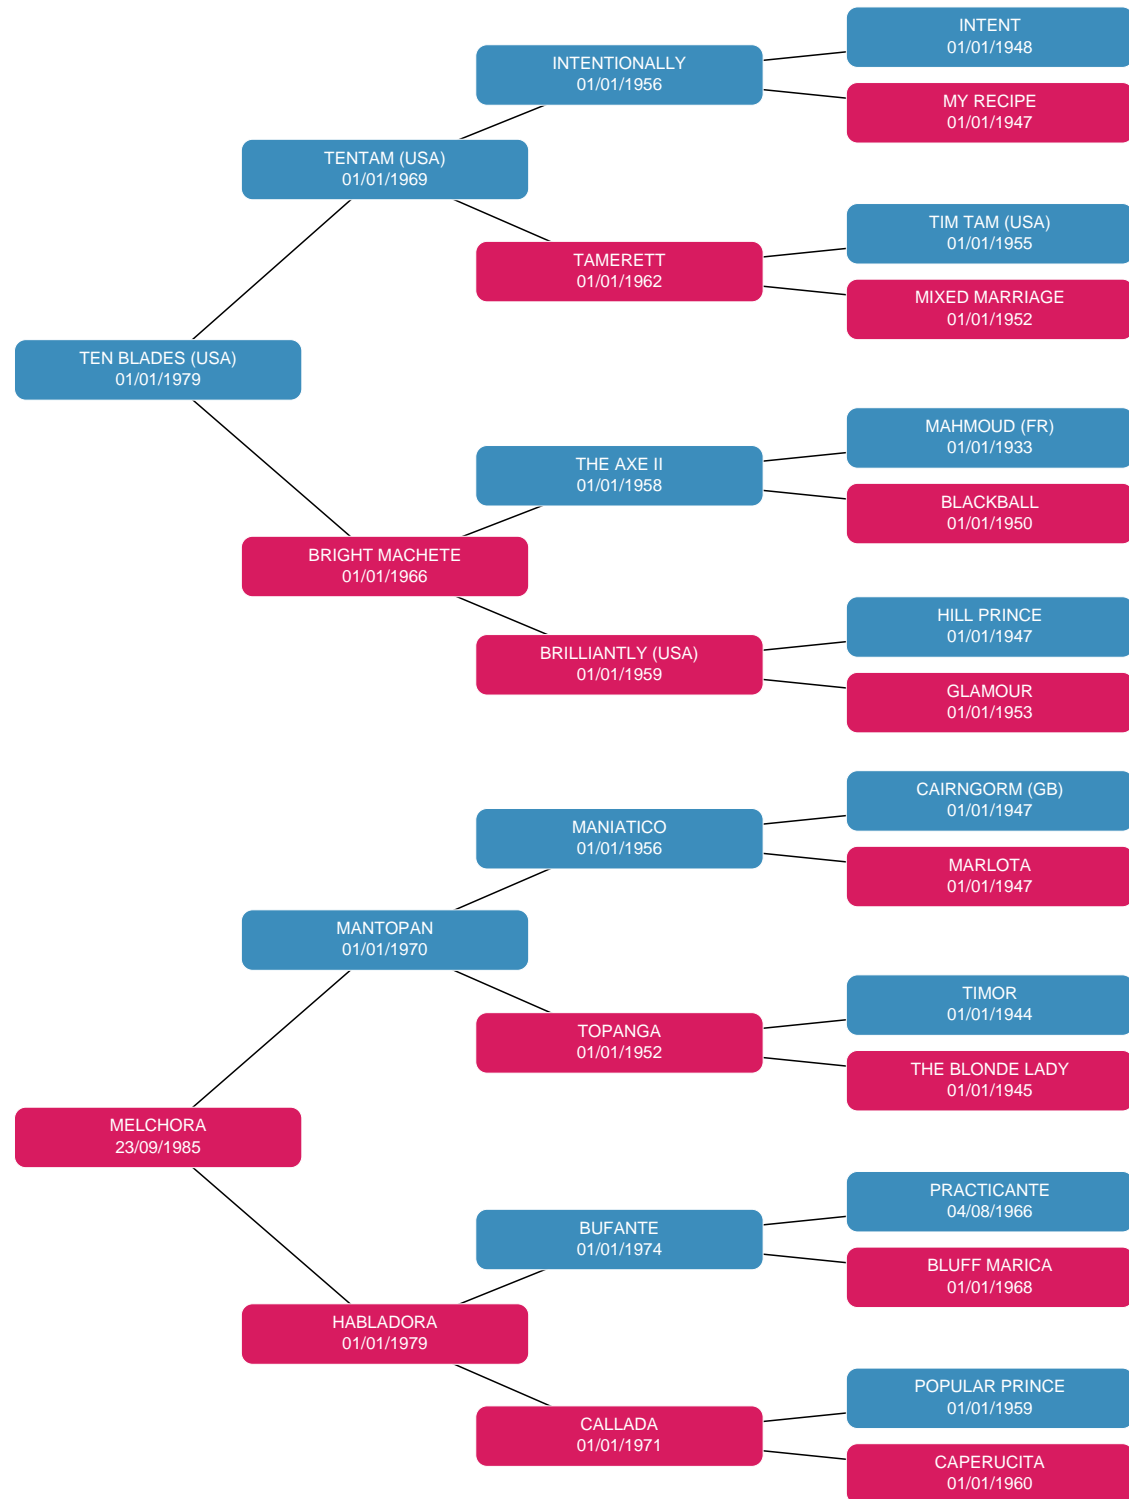 INTENT
01/01/1948
INTENTIONALLY
01/01/1956
MY RECIPE
01/01/1947
TENTAM (USA)
01/01/1969
TIM TAM (USA)
01/01/1955
TAMERETT
01/01/1962
MIXED MARRIAGE
01/01/1952
TEN BLADES (USA)
01/01/1979
MAHMOUD (FR)
01/01/1933
THE AXE II
01/01/1958
BLACKBALL
01/01/1950
BRIGHT MACHETE
01/01/1966
HILL PRINCE
01/01/1947
BRILLIANTLY (USA)
01/01/1959
GLAMOUR
01/01/1953
CAIRNGORM (GB)
01/01/1947
MANIATICO
01/01/1956
MARLOTA
01/01/1947
MANTOPAN
01/01/1970
TIMOR
01/01/1944
TOPANGA
01/01/1952
THE BLONDE LADY
01/01/1945
MELCHORA
23/09/1985
PRACTICANTE
04/08/1966
BUFANTE
01/01/1974
BLUFF MARICA
01/01/1968
HABLADORA
01/01/1979
POPULAR PRINCE
01/01/1959
CALLADA
01/01/1971
CAPERUCITA
01/01/1960